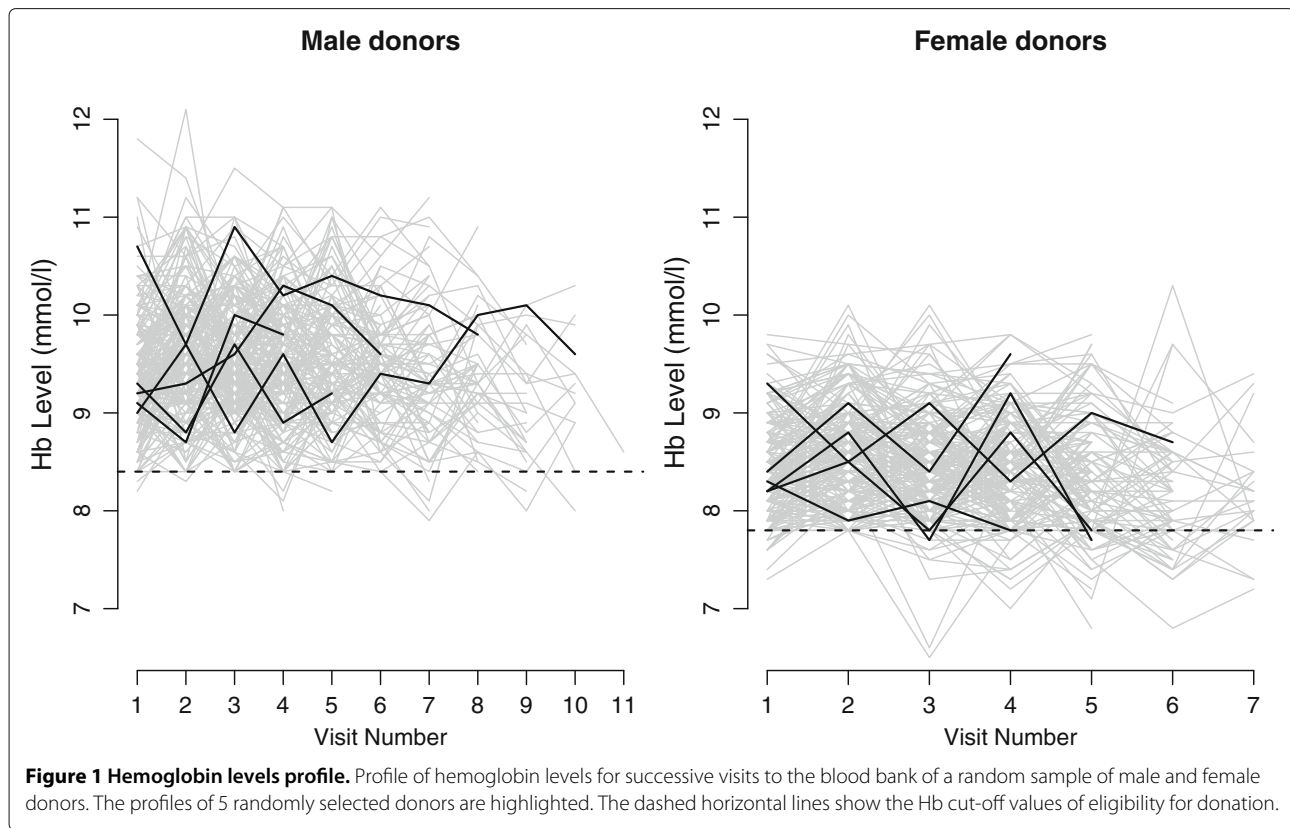 Male donors
Hb Level (mmol/l)
12
11
10
9
8
7
1 2 3 4 5 6 7 8 9 10 11
Visit Number
Female donors
Hb Level (mmol/l)
12
11
10
9
8
7
1 2 3 4 5 6 7
Visit Number
Figure 1 Hemoglobin levels profile. Profile of hemoglobin levels for successive visits to the blood bank of a random sample of male and female
donors. The profiles of 5 randomly selected donors are highlighted. The dashed horizontal lines show the Hb cut-off values of eligibility for donation.